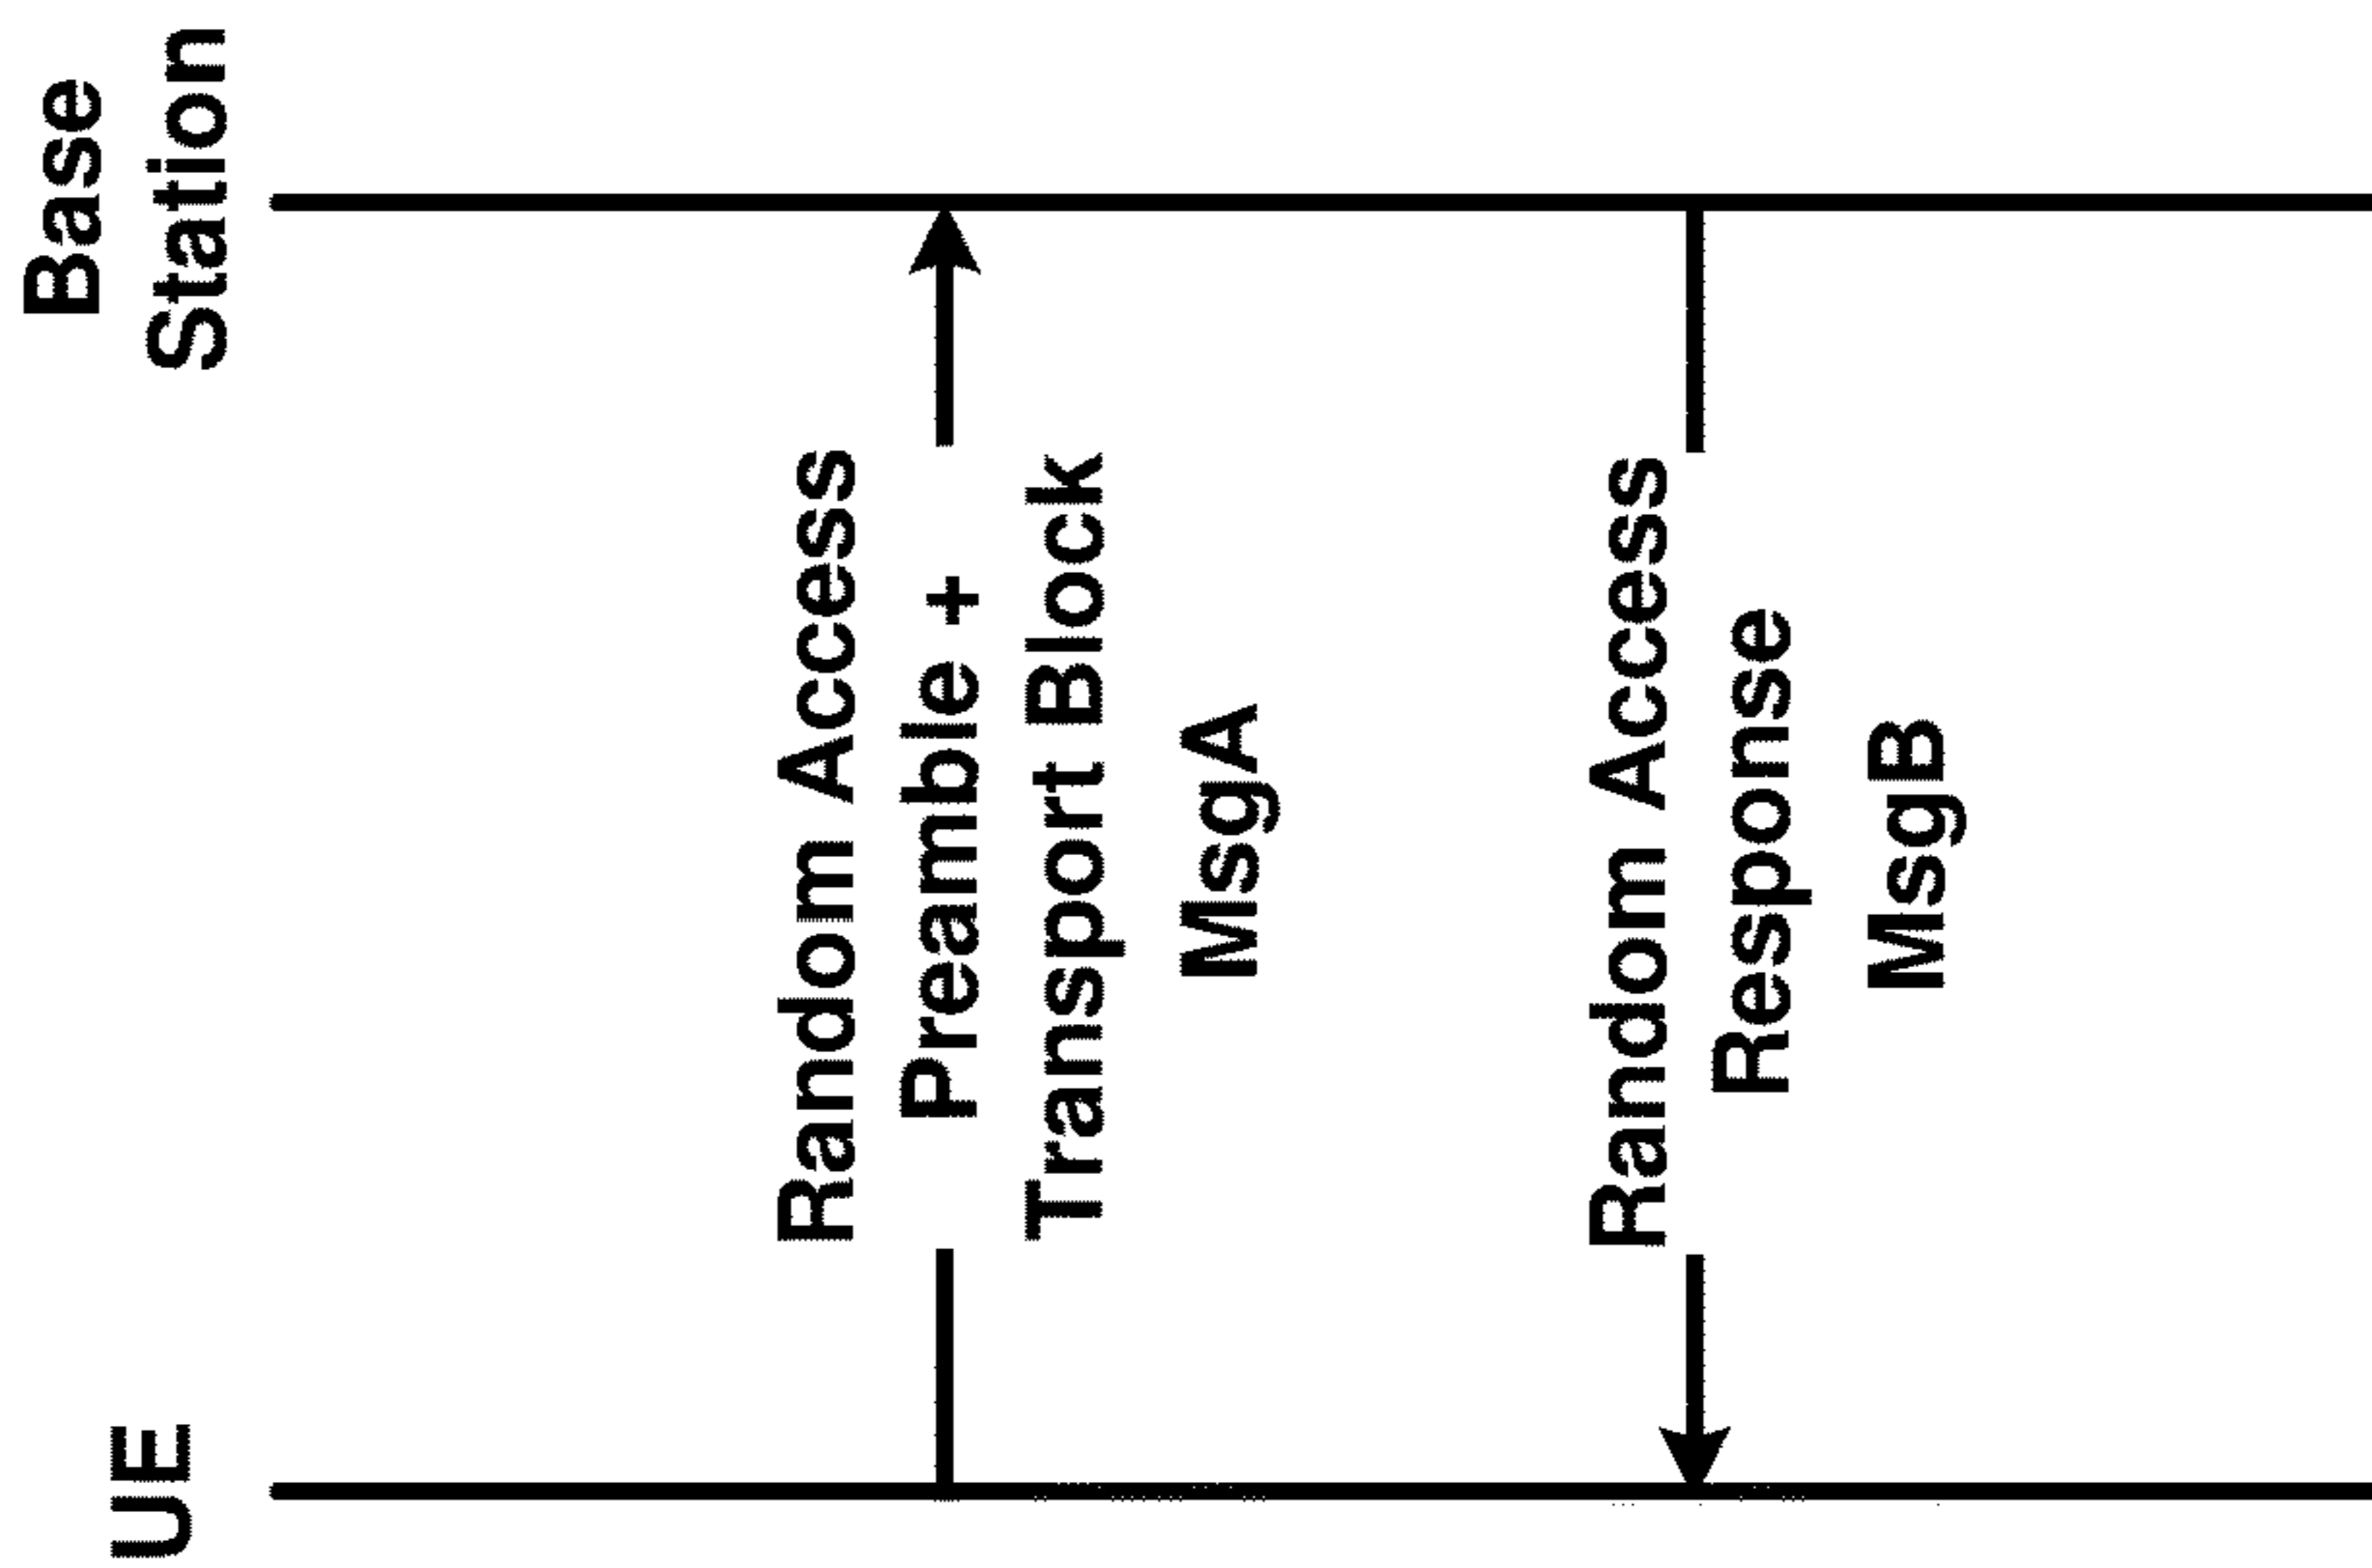 UE
Base
Station
Random Access
Preamble +
Transport Block
MsgA
Random Access
Response
MsgB